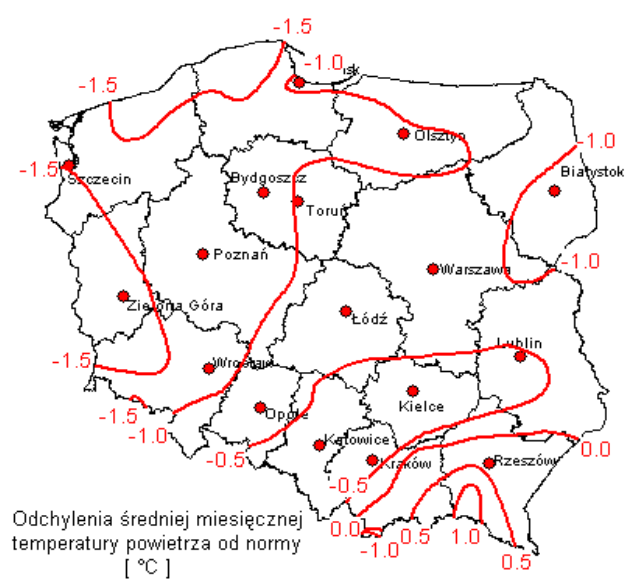 -1.5
-1.0
-1.5
Olsztyn
-1.0
-1.5
Szczecin
Bydgoszcz
Białystok
Toruń
Poznań
-1.0
Warszawa
Zielona Góra
Łódź
Lublin
-1.5
Wrocław
Kielce
-1.5
Opole
-1.0
-0.5
Katowice
0.0
Kraków
Rzeszów
-0.5
Odchylenia średniej miesięcznej
0.0
0.5
1.0
-1.0
temperatury powietrza od normy
0.5
[ °C ]